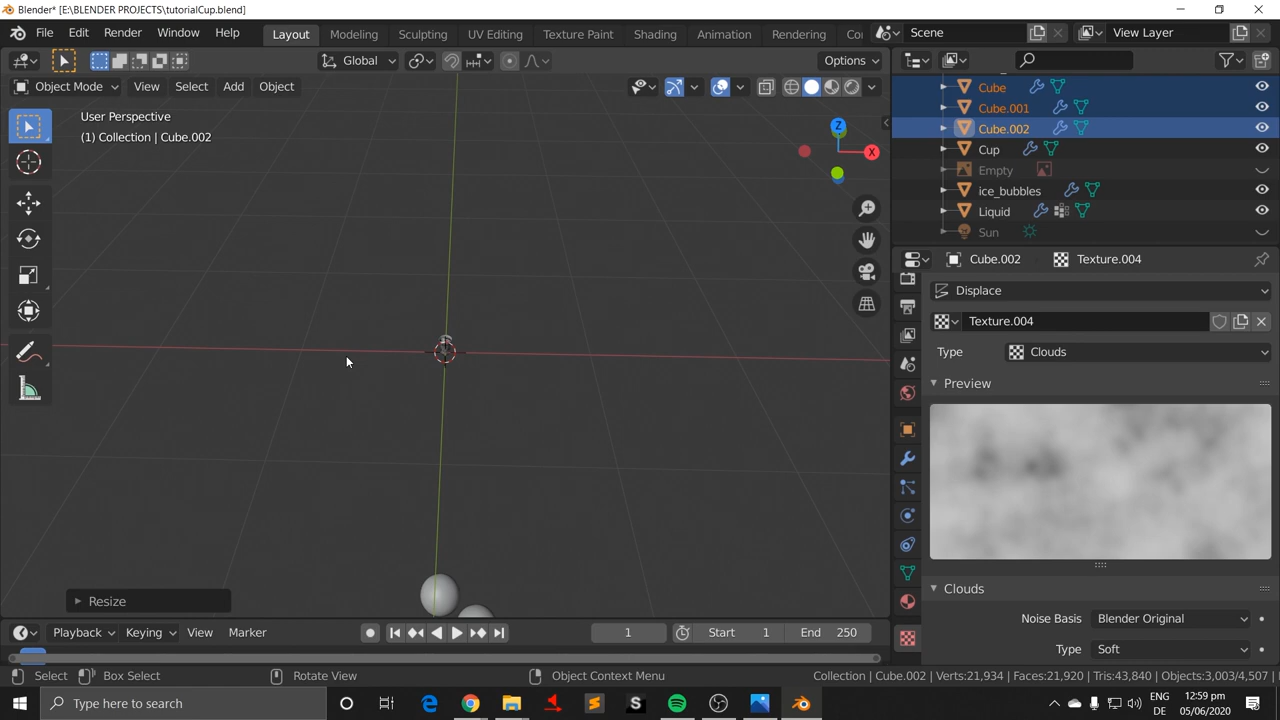 Blender* [E:\BLENDER PROJECTS\tutorialCup.blend]
File Edit Render Window Help Layout Modeling Sculpting UV Editing Texture Paint Shading Animation Rendering Co Scene View Layer
Global Options
Object Mode View Select Add Object
User Perspective
(1) Collection | Cube.002
Z
X
Cube
Cube.001
Cube.002
Cup
Empty
ice_bubbles
Liquid
Sun
Cube.002 Texture.004
Displace
Texture.004
Type Clouds
Preview
Clouds
Noise Basis Blender Original
Type Soft
Resize
Playback Keying View Marker 1 Start 1 End 250
Select Box Select Rotate View Object Context Menu Collection | Cube.002 | Verts:21,934 | Faces:21,920 | Tris:43,840 | Objects:3,003/4,507
Type here to search
ENG
DE
12:59 pm
05/06/2020